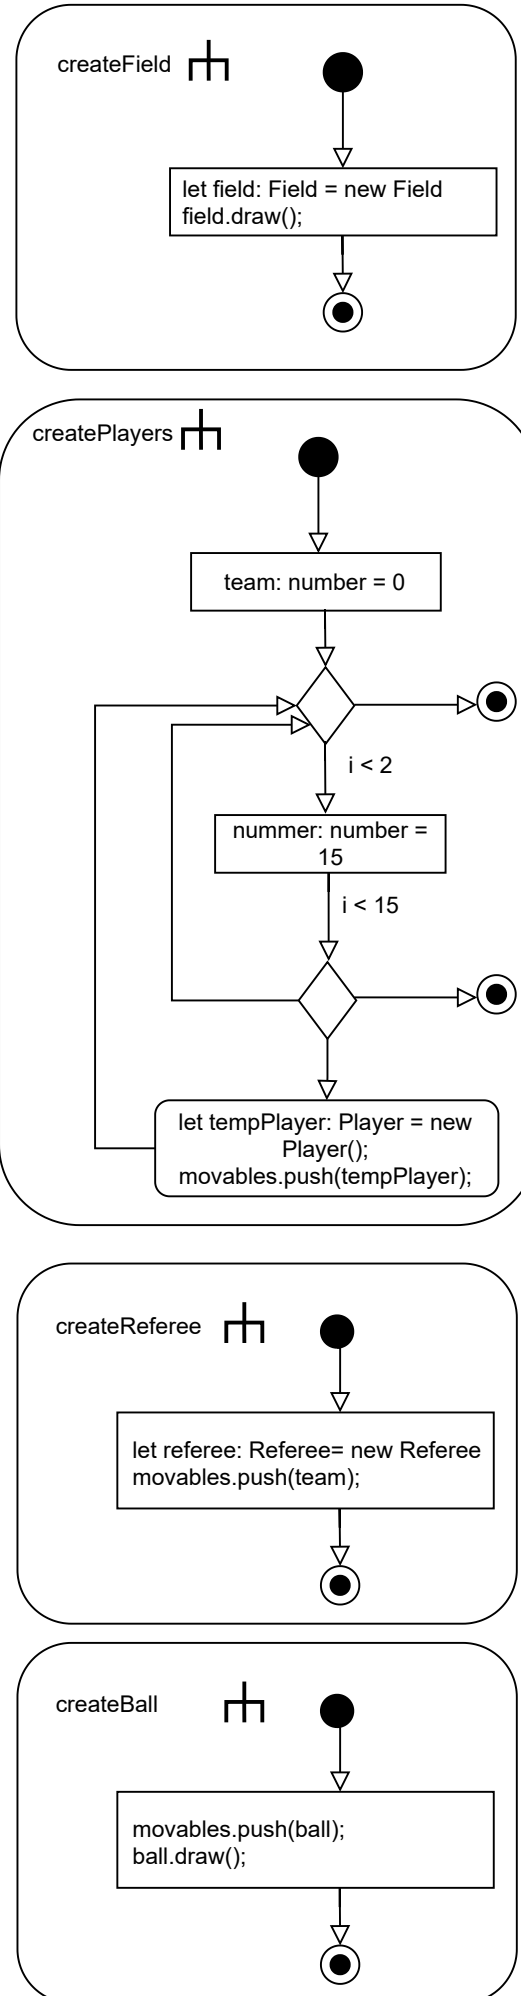 createField
let field: Field = new Field
field.draw();
createPlayers
team: number = 0
i < 2
nummer: number =
15
i < 15
let tempPlayer: Player = new
Player();
movables.push(tempPlayer);
createReferee
let referee: Referee= new Referee
movables.push(team);
createBall
movables.push(ball);
ball.draw();